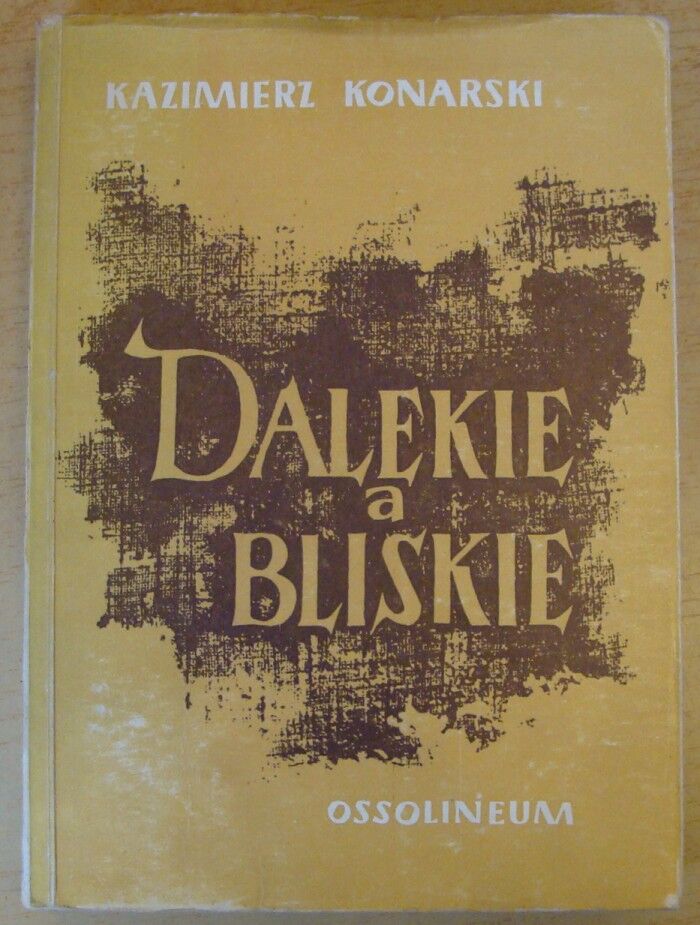 KAZIMIERZ KONARSKI
DALEKIE
a
BLISKIE
OSSOLINEUM